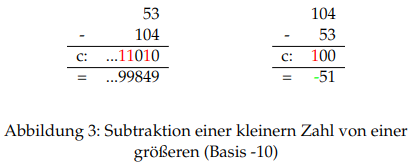 53 104
- 104 - 53
c: ...11010 c: 100
= ...99849 = -51
Abbildung 3: Subtraktion einer kleinern Zahl von einer
größeren (Basis -10)